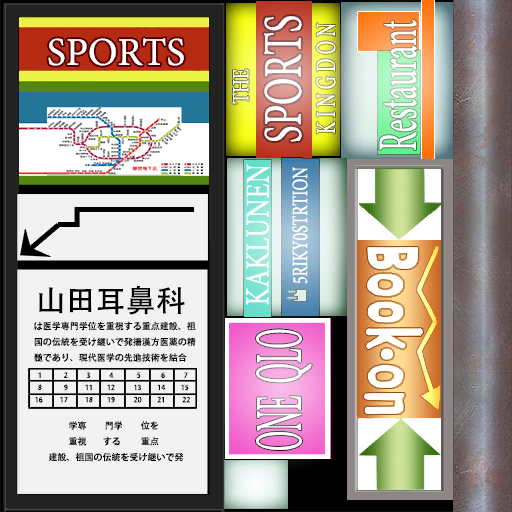 SPORTS
山田耳鼻科
は医学専門学位を重視する重点建設、祖
国の伝統を受け継いで発揚漢方医薬の精
髄であり、現代医学の先進技術を結合
1 2 3 4 5 6 7
8 9 11 12 13 14 15
16 17 18 19 20 21 22
学専 門学 位を
重視 する 重点
建設、祖国の伝統を受け継いで発
THE
SPORTS
KINGDON
Restaurant
KAKLUNEN
5RIKYOSTRTION
ONE QLO
Book·on